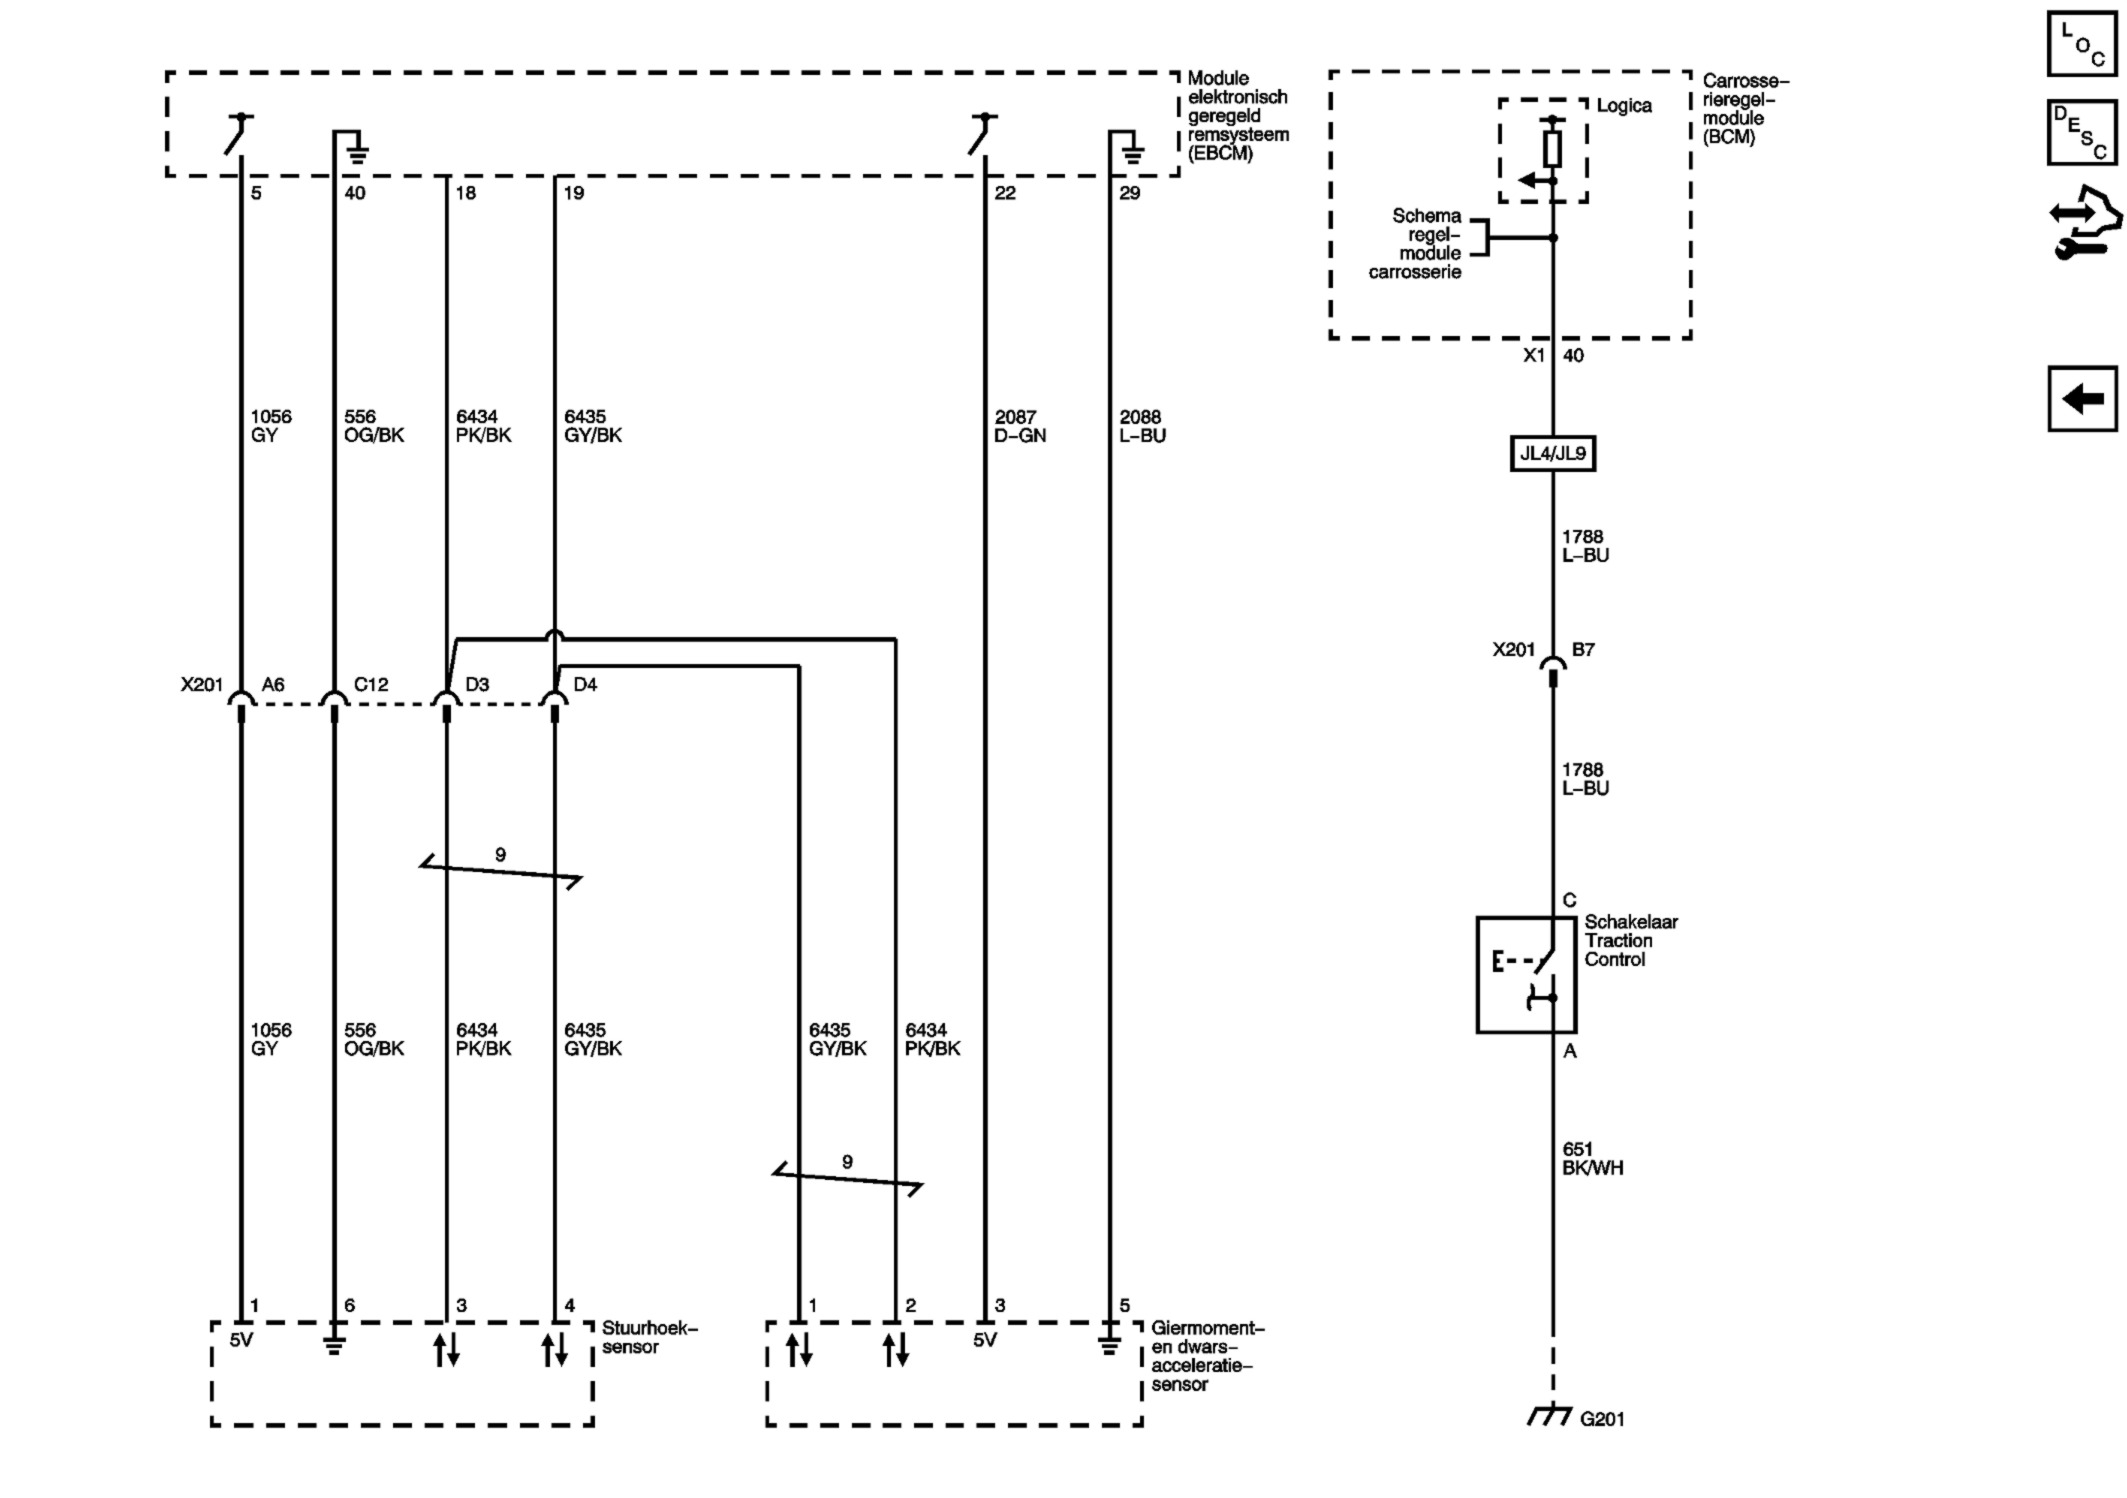 L
O
C
Module
elektronisch
geregeld
remsysteem
(EBCM)
Carrosse–
rieregel–
module
(BCM)
Logica
D
E
S
C
5
40
18
19
22
29
Schema
regel–
module
carrosserie
X1
40
1056
GY
556
OG/BK
6434
PK/BK
6435
GY/BK
2087
D–GN
2088
L–BU
JL4/JL9
1788
L–BU
X201
B7
X201
A6
C12
D3
D4
1788
L–BU
9
C
Schakelaar
Traction
Control
E
A
1056
GY
556
OG/BK
6434
PK/BK
6435
GY/BK
6435
GY/BK
6434
PK/BK
9
651
BK/WH
1
6
3
4
1
2
3
5
5V
Stuurhoek–
sensor
5V
Giermoment–
en dwars–
acceleratie–
sensor
G201